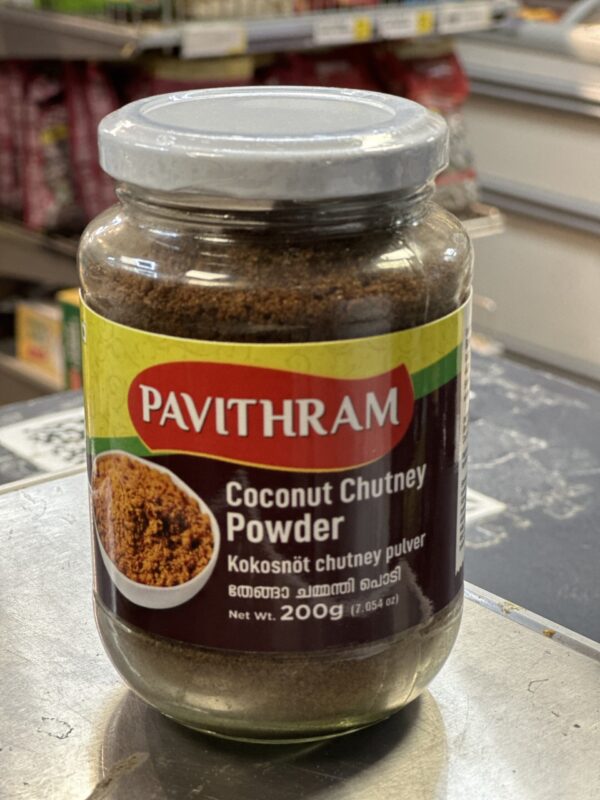 PAVITHRAM
Coconut Chutney
Powder
Kokosnöt chutney pulver
തേങ്ങാ ചമ്മന്തി പൊടി
Net Wt. 200g (7.054 oz)